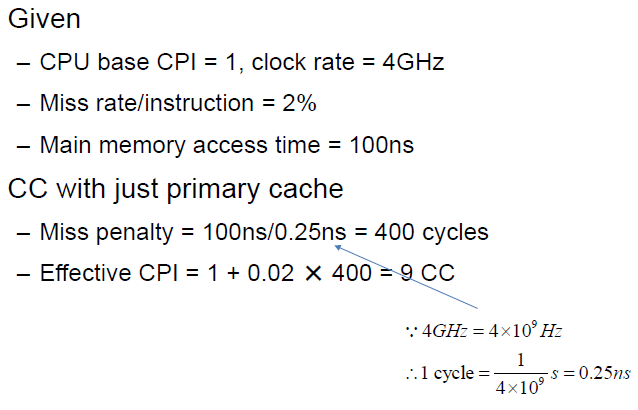 Given
– CPU base CPI = 1, clock rate = 4GHz
– Miss rate/instruction = 2%
– Main memory access time = 100ns
CC with just primary cache
– Miss penalty = 100ns/0.25ns = 400 cycles
– Effective CPI = 1 + 0.02 × 400 = 9 CC
∵ 4GHz = 4×10⁹ Hz
∴ 1 cycle = 1/(4×10⁹) s = 0.25ns